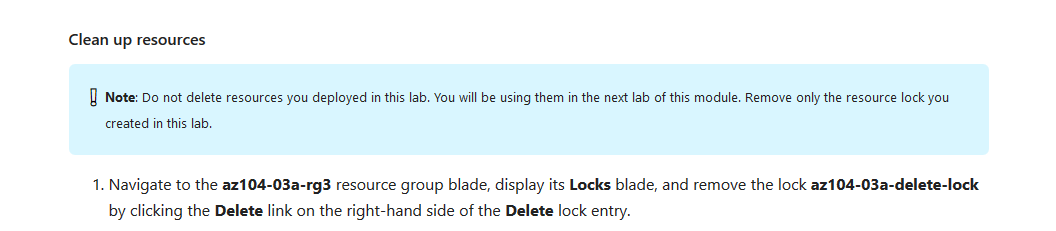 Clean up resources
Note: Do not delete resources you deployed in this lab. You will be using them in the next lab of this module. Remove only the resource lock you
created in this lab.
1. Navigate to the az104-03a-rg3 resource group blade, display its Locks blade, and remove the lock az104-03a-delete-lock
by clicking the Delete link on the right-hand side of the Delete lock entry.